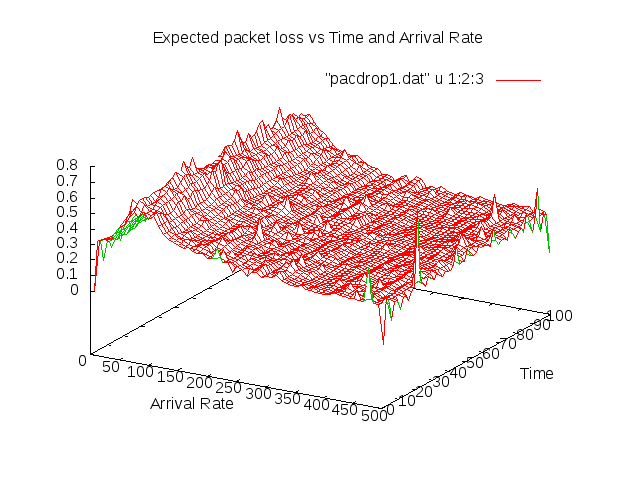 Expected packet loss vs Time and Arrival Rate
"pacdrop1.dat" u 1:2:3
0.8
0.7
0.6
0.5
0.4
0.3
0.2
0.1
0
0 50 100 150 200 250 300 350 400 450 500
Arrival Rate
0 10 20 30 40 50 60 70 80 90 100
Time